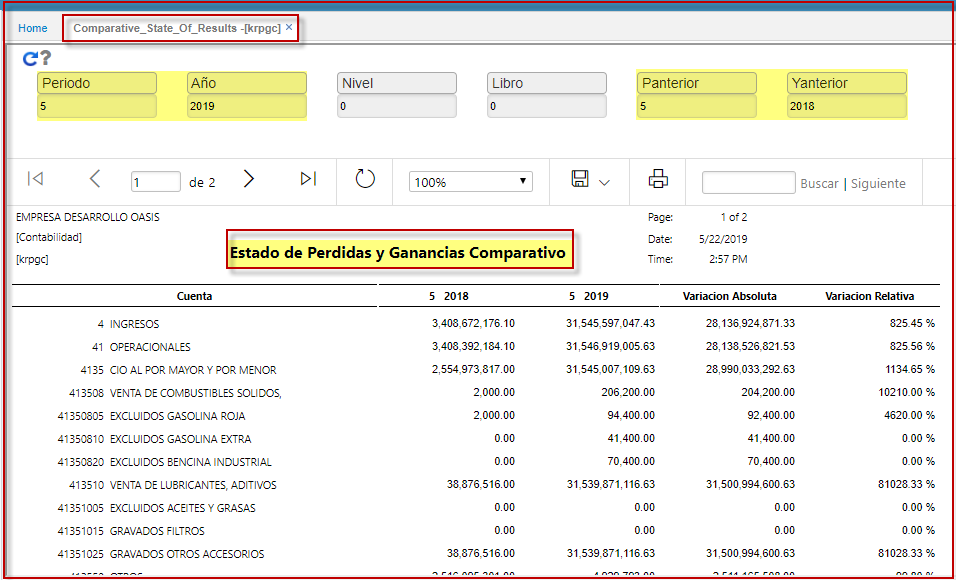 Home Comparative_State_Of_Results -[krpgc] ×
Periodo Año Nivel Libro Panterior Yanterior
5 2019 0 0 5 2018
1 de 2 100% Buscar | Siguiente
EMPRESA DESARROLLO OASIS Page: 1 of 2
[Contabilidad] Date: 5/22/2019
[krpgc] Time: 2:57 PM
Estado de Perdidas y Ganancias Comparativo
Cuenta 5 2018 5 2019 Variacion Absoluta Variacion Relativa
4 INGRESOS 3,408,672,176.10 31,545,597,047.43 28,136,924,871.33 825.45 %
41 OPERACIONALES 3,408,392,184.10 31,546,919,005.63 28,138,526,821.53 825.56 %
4135 CIO AL POR MAYOR Y POR MENOR 2,554,973,817.00 31,545,007,109.63 28,990,033,292.63 1134.65 %
413508 VENTA DE COMBUSTIBLES SOLIDOS, 2,000.00 206,200.00 204,200.00 10210.00 %
41350805 EXCLUIDOS GASOLINA ROJA 2,000.00 94,400.00 92,400.00 4620.00 %
41350810 EXCLUIDOS GASOLINA EXTRA 0.00 41,400.00 41,400.00 0.00 %
41350820 EXCLUIDOS BENCINA INDUSTRIAL 0.00 70,400.00 70,400.00 0.00 %
413510 VENTA DE LUBRICANTES, ADITIVOS 38,876,516.00 31,539,871,116.63 31,500,994,600.63 81028.33 %
41351005 EXCLUIDOS ACEITES Y GRASAS 0.00 0.00 0.00 0.00 %
41351015 GRAVADOS FILTROS 0.00 0.00 0.00 0.00 %
41351025 GRAVADOS OTROS ACCESORIOS 38,876,516.00 31,539,871,116.63 31,500,994,600.63 81028.33 %